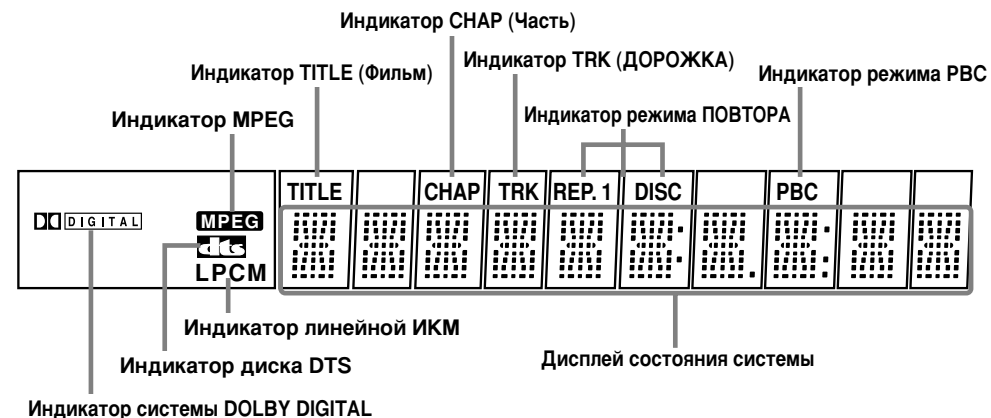 Индикатор CHAP (Часть)
Индикатор TRK (ДОРОЖКА)
Индикатор TITLE (Фильм)
Индикатор режима PBC
Индикатор режима ПОВТОРА
Индикатор MPEG
TITLE CHAP TRK REP. 1 DISC PBC
DIGITAL MPEG
dts
LPCM
Индикатор линейной ИКМ
Дисплей состояния системы
Индикатор диска DTS
Индикатор системы DOLBY DIGITAL